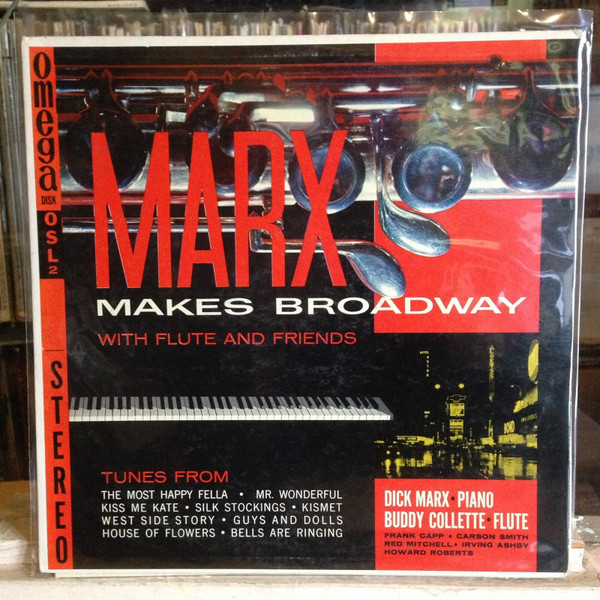 omega
DISK
OSL
2
STEREO
MARX
MAKES BROADWAY
WITH FLUTE AND FRIENDS
TUNES FROM
THE MOST HAPPY FELLA • MR. WONDERFUL
KISS ME KATE • SILK STOCKINGS • KISMET
WEST SIDE STORY • GUYS AND DOLLS
HOUSE OF FLOWERS • BELLS ARE RINGING
DICK MARX • PIANO
BUDDY COLLETTE • FLUTE
FRANK CAPP • CARSON SMITH
RED MITCHELL • IRVING ASHBY
HOWARD ROBERTS